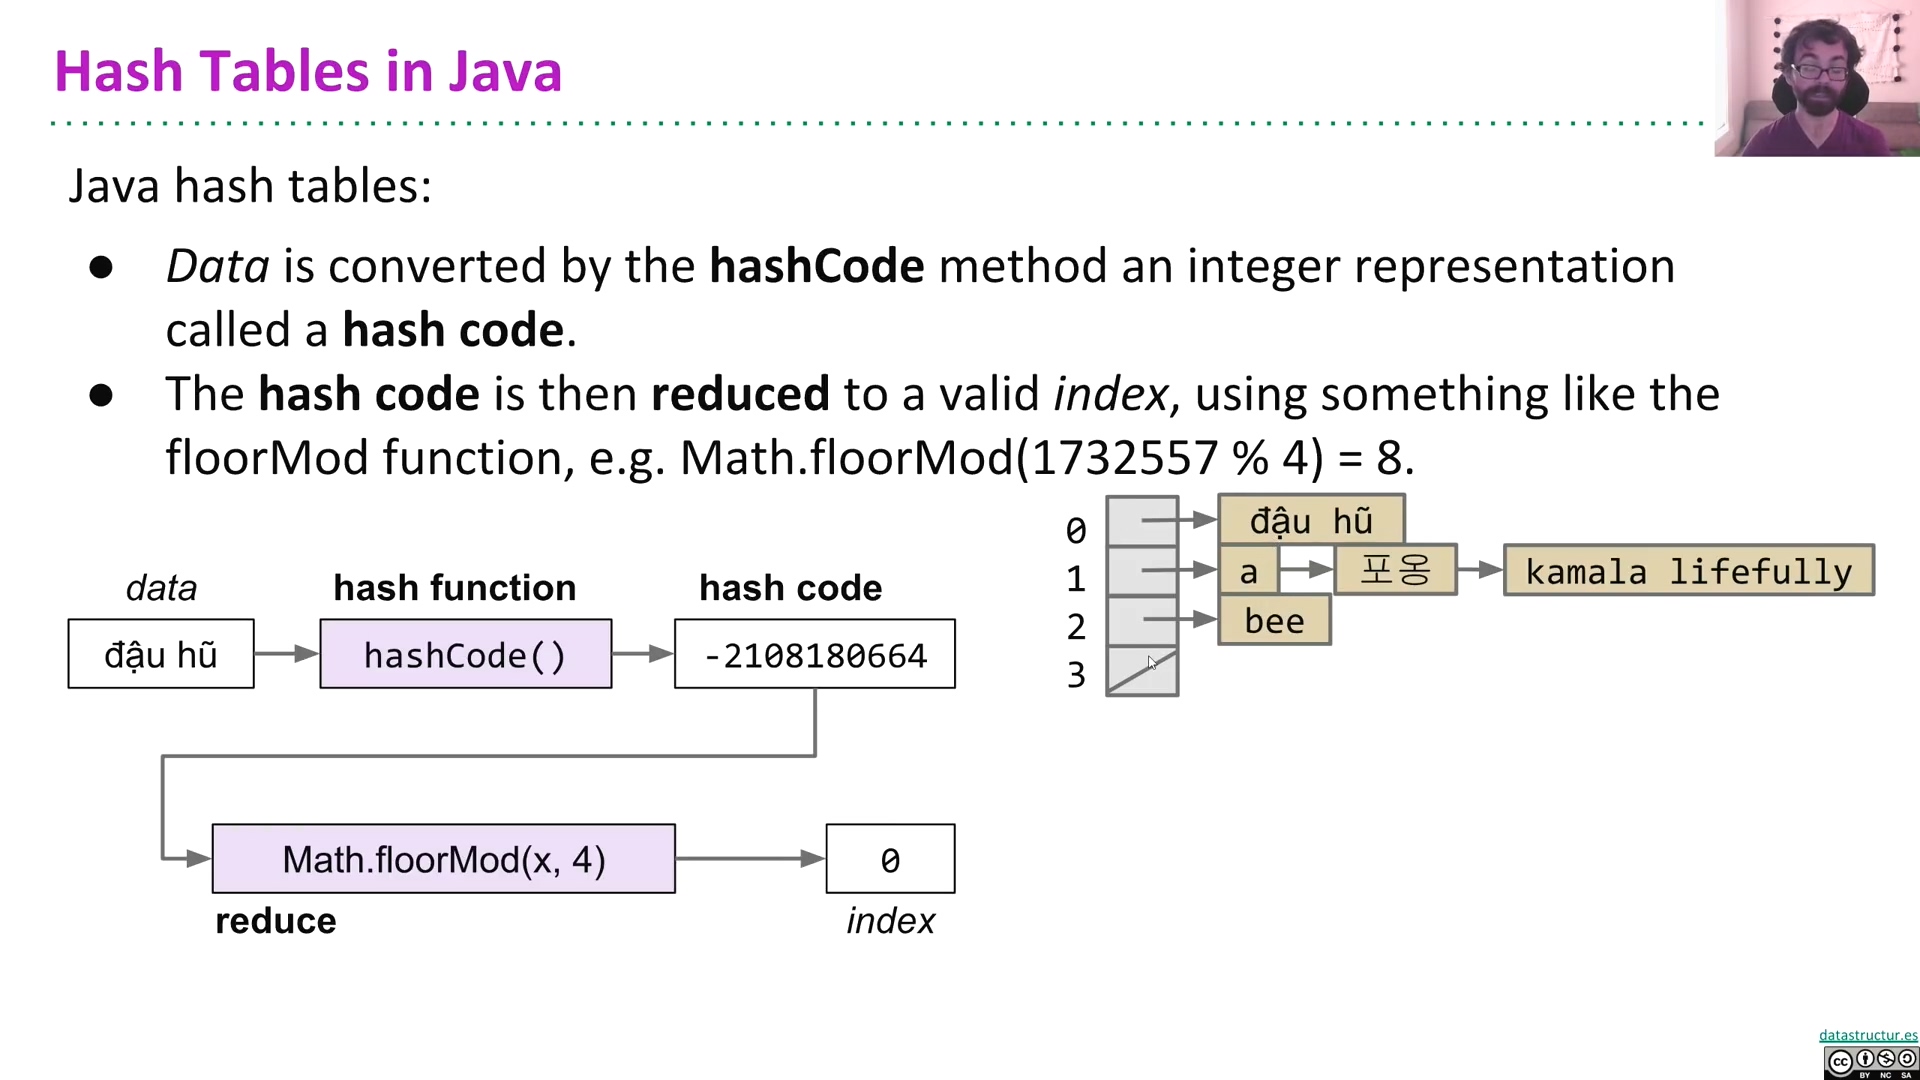 Hash Tables in Java
Java hash tables:
● Data is converted by the hashCode method an integer representation
called a hash code.
● The hash code is then reduced to a valid index, using something like the
floorMod function, e.g. Math.floorMod(1732557 % 4) = 8.
data
hash function
hash code
đậu hũ
hashCode()
-2108180664
Math.floorMod(x, 4)
0
reduce
index
0
đậu hũ
1
a
포옹
kamala lifefully
2
bee
3
datastructur.es
cc
BY NC SA